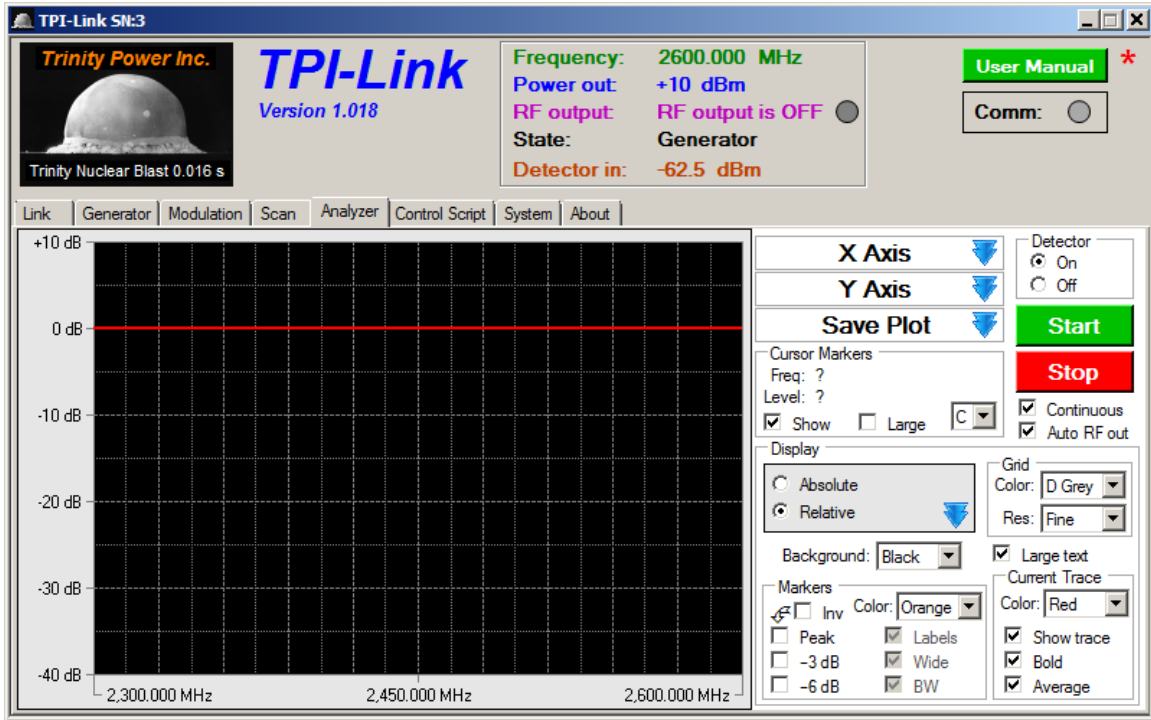 TPI-Link SN:3
Trinity Power Inc.
Trinity Nuclear Blast 0.016 s
TPI-Link
Version 1.018
Frequency: 2600.000 MHz
Power out: +10 dBm
RF output: RF output is OFF
State: Generator
Detector in: -62.5 dBm
User Manual *
Comm:
Link Generator Modulation Scan Analyzer Control Script System About
+10 dB
0 dB
-10 dB
-20 dB
-30 dB
-40 dB
2,300.000 MHz 2,450.000 MHz 2,600.000 MHz
X Axis
Y Axis
Save Plot
Detector
On
Off
Start
Stop
Continuous
Auto RF out
Cursor Markers
Freq: ?
Level: ?
Show Large C
Display
Absolute
Relative
Grid
Color: D Grey
Res: Fine
Background: Black
Large text
Markers
Inv Color: Orange
Peak Labels
-3 dB Wide
-6 dB BW
Current Trace
Color: Red
Show trace
Bold
Average